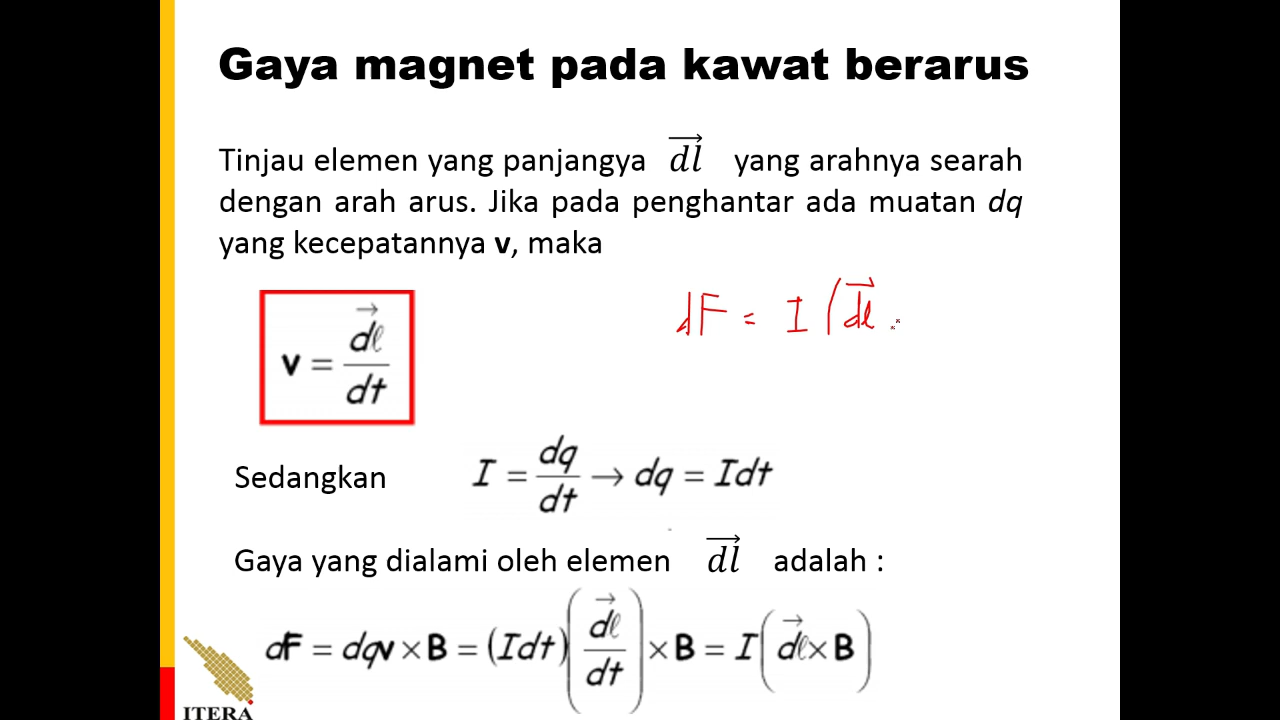 Gaya magnet pada kawat berarus
Tinjau elemen yang panjangya dl⃗ yang arahnya searah
dengan arah arus. Jika pada penghantar ada muatan dq
yang kecepatannya v, maka
dF = I (dl⃗
v = dℓ⃗/dt
Sedangkan I = dq/dt → dq = Idt
Gaya yang dialami oleh elemen dl⃗ adalah :
dF = dqv × B = (Idt)(dℓ⃗/dt) × B = I(dℓ⃗ × B)
ITERA